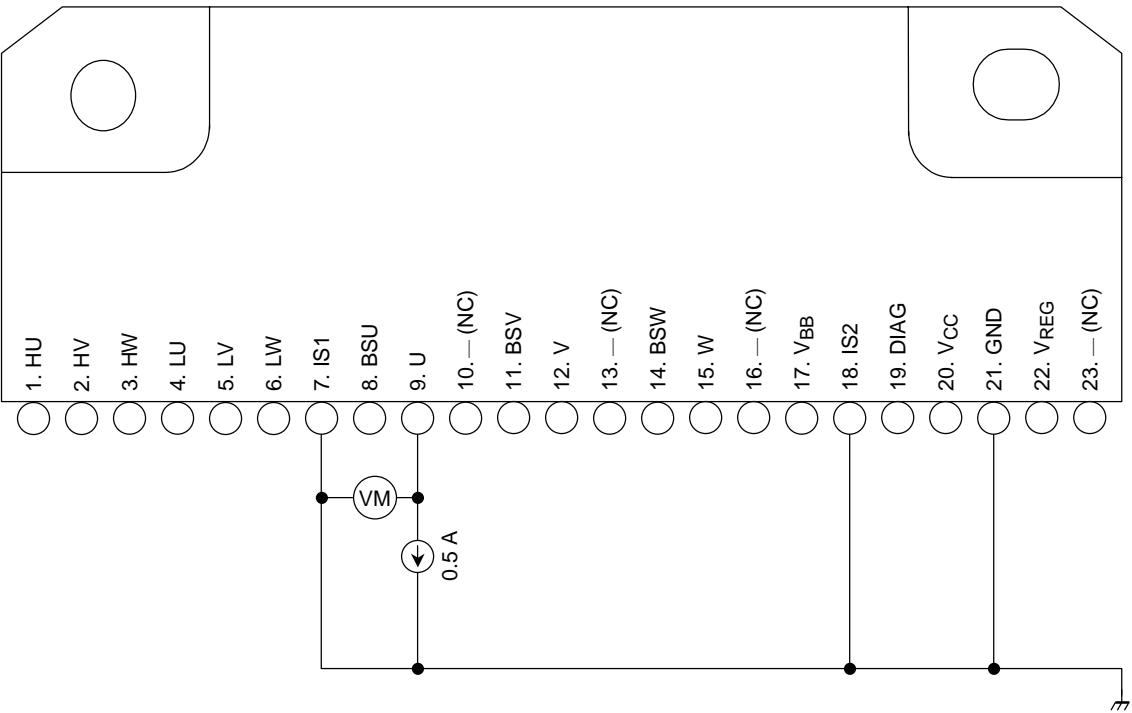 1. HU
2. HV
3. HW
4. LU
5. LV
6. LW
7. IS1
8. BSU
9. U
10. — (NC)
11. BSV
12. V
13. — (NC)
14. BSW
15. W
16. — (NC)
17. VBB
18. IS2
19. DIAG
20. VCC
21. GND
22. VREG
23. — (NC)
VM
0.5 A